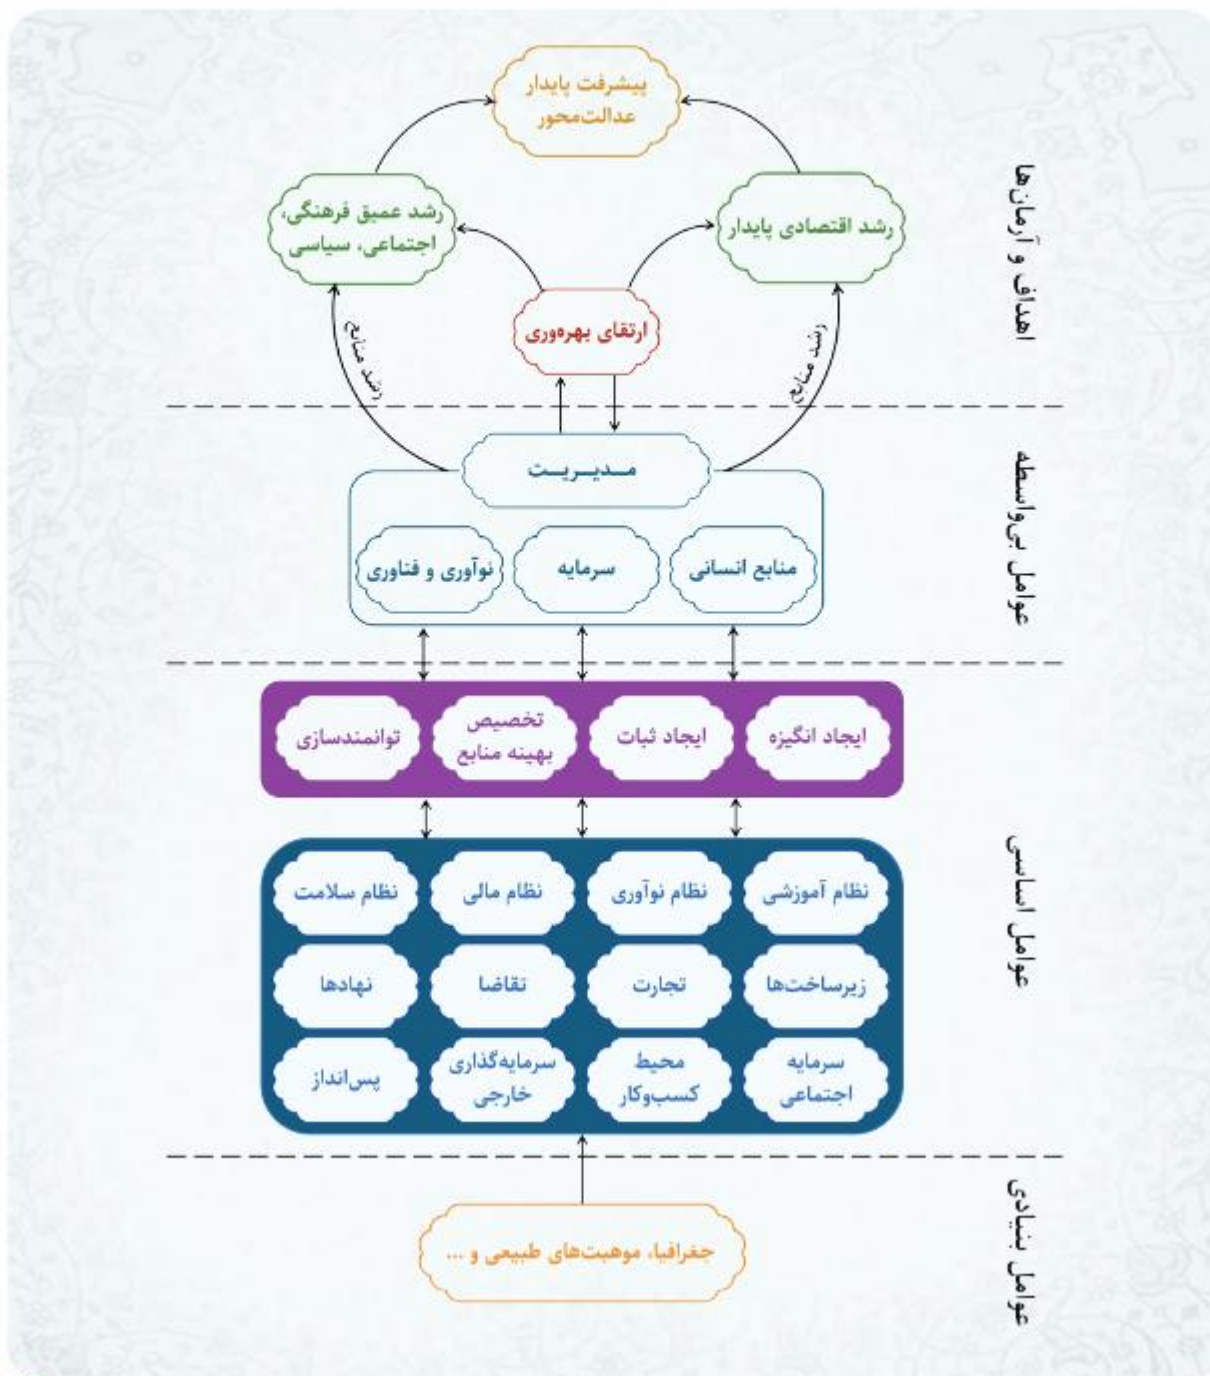 پیشرفت پایدار
عدالت‌محور
رشد اقتصادی پایدار
رشد عمیق فرهنگی،
اجتماعی، سیاسی
ارتقای بهره‌وری
رشد منابع
رشد منابع
اهداف و آرمان‌ها
مـدیـریـت
منابع انسانی
سرمایه
نوآوری و فناوری
عوامل بی‌واسطه
ایجاد انگیزه
ایجاد ثبات
تخصیص
بهینه منابع
توانمندسازی
نظام آموزشی
نظام نوآوری
نظام مالی
نظام سلامت
زیرساخت‌ها
تجارت
تقاضا
نهادها
سرمایه
اجتماعی
محیط
کسب‌وکار
سرمایه‌گذاری
خارجی
پس‌انداز
عوامل اساسی
جغرافیا، موهبت‌های طبیعی و ...
عوامل بنیادی